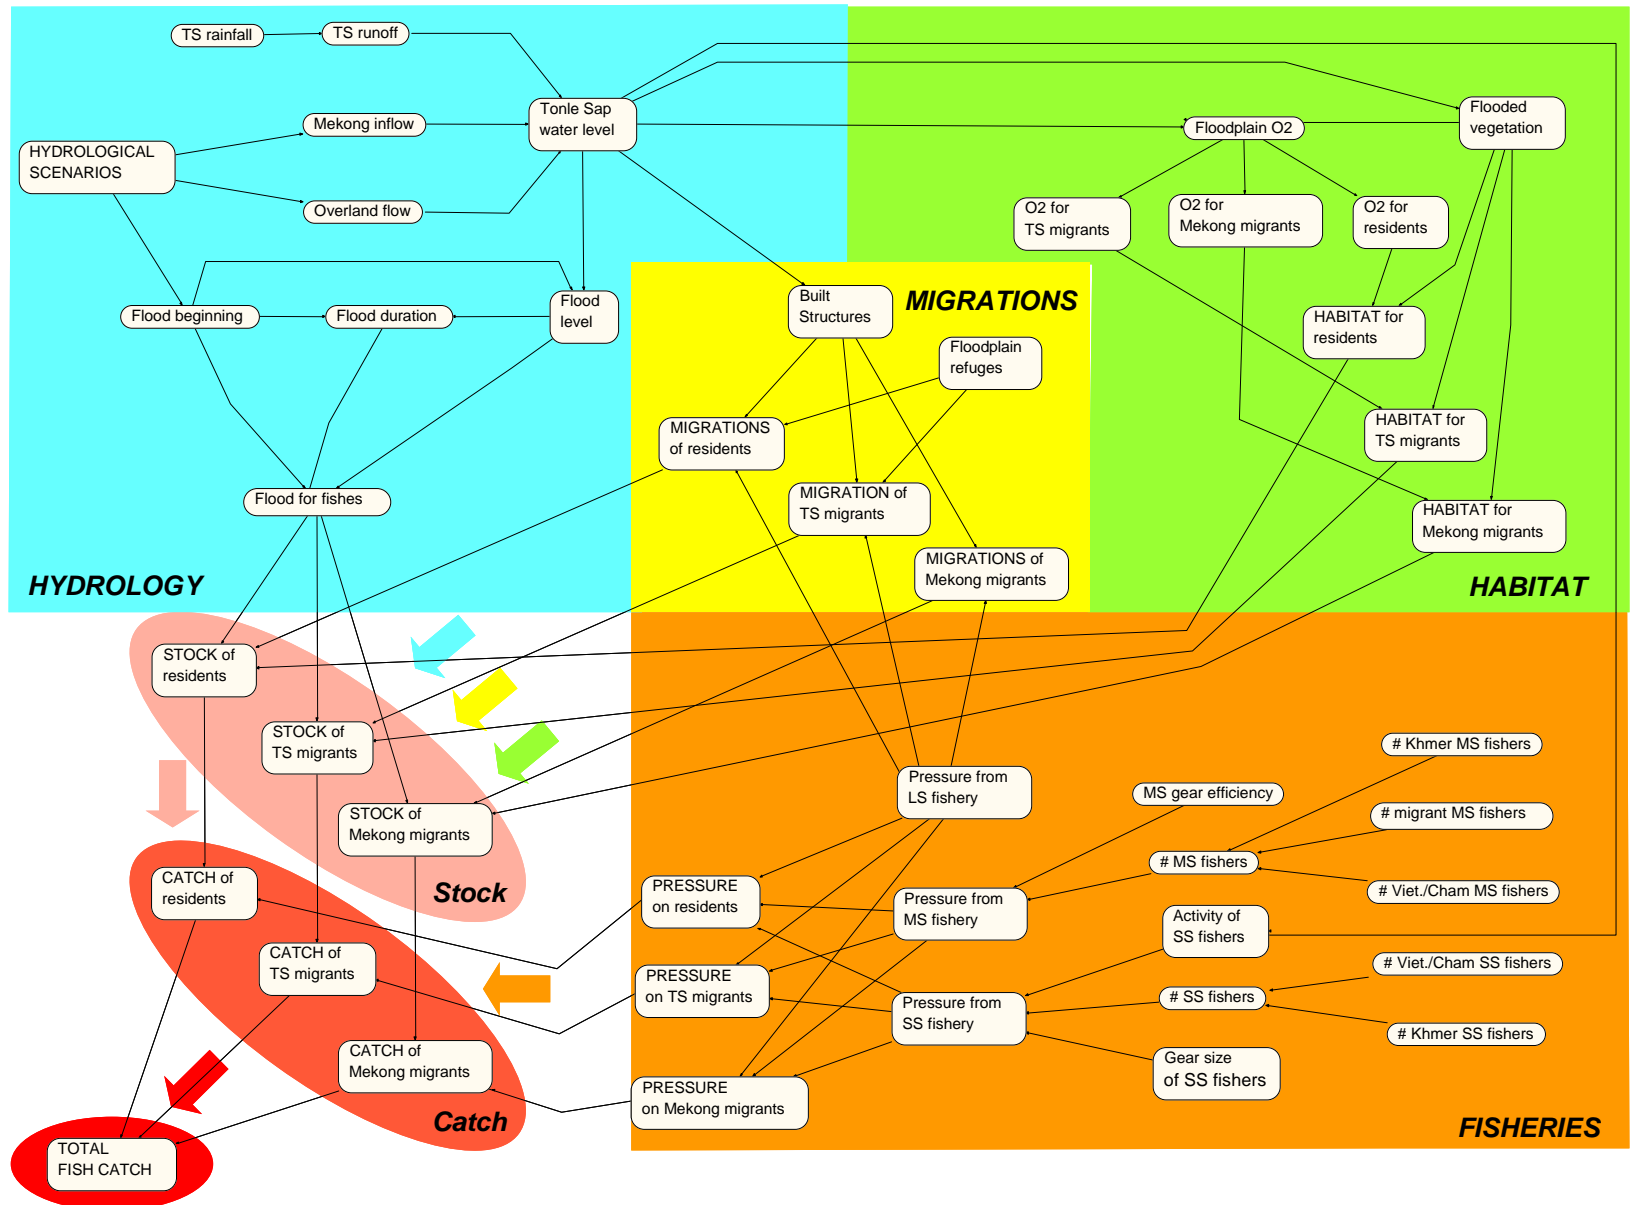 TS rainfall
TS runoff
Tonle Sap
water level
Mekong inflow
HYDROLOGICAL
SCENARIOS
Overland flow
Flood beginning
Flood duration
Flood
level
Flood for fishes
HYDROLOGY
Flooded
vegetation
Floodplain O2
O2 for
TS migrants
O2 for
Mekong migrants
O2 for
residents
HABITAT for
residents
HABITAT for
TS migrants
HABITAT for
Mekong migrants
HABITAT
Built
Structures
MIGRATIONS
Floodplain
refuges
MIGRATIONS
of residents
MIGRATION of
TS migrants
MIGRATIONS of
Mekong migrants
STOCK of
residents
STOCK of
TS migrants
STOCK of
Mekong migrants
Stock
CATCH of
residents
CATCH of
TS migrants
CATCH of
Mekong migrants
Catch
TOTAL
FISH CATCH
Pressure from
LS fishery
MS gear efficiency
# Khmer MS fishers
# migrant MS fishers
# MS fishers
# Viet./Cham MS fishers
PRESSURE
on residents
Pressure from
MS fishery
Activity of
SS fishers
PRESSURE
on TS migrants
Pressure from
SS fishery
# Viet./Cham SS fishers
# SS fishers
# Khmer SS fishers
Gear size
of SS fishers
PRESSURE
on Mekong migrants
FISHERIES